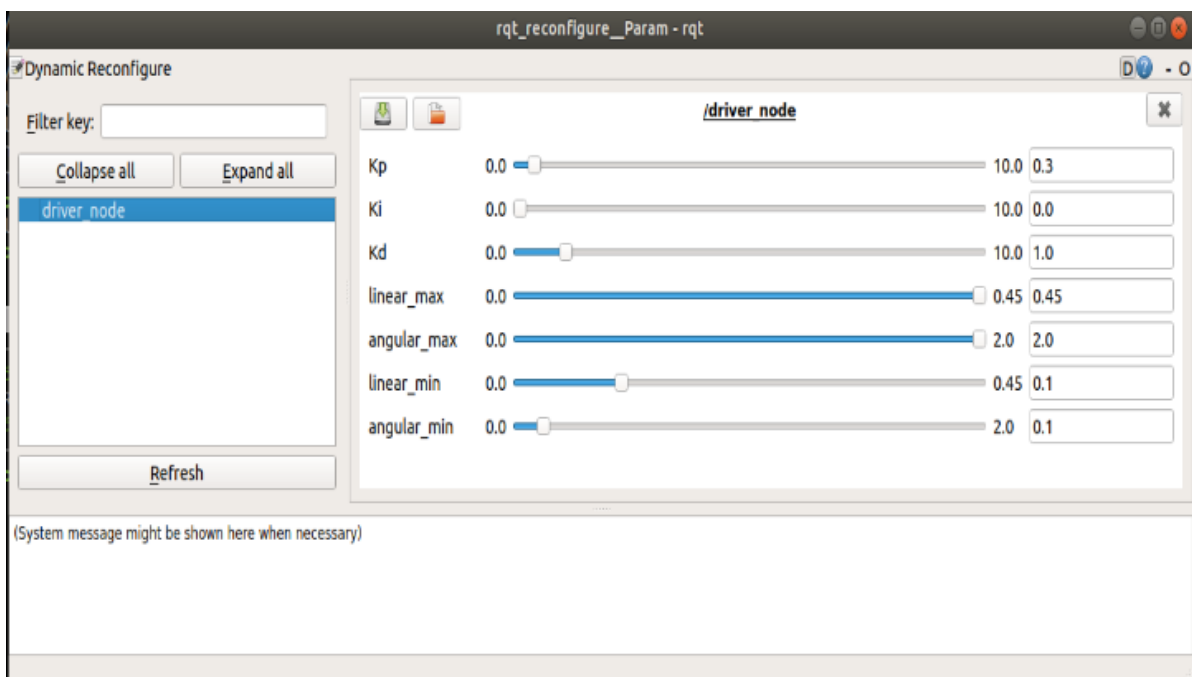 rqt_reconfigure__Param - rqt
Dynamic Reconfigure
D
?
- O
Filter key:
Collapse all
Expand all
driver_node
Refresh
/driver_node
Kp 0.0 10.0 0.3
Ki 0.0 10.0 0.0
Kd 0.0 10.0 1.0
linear_max 0.0 0.45 0.45
angular_max 0.0 2.0 2.0
linear_min 0.0 0.45 0.1
angular_min 0.0 2.0 0.1
(System message might be shown here when necessary)